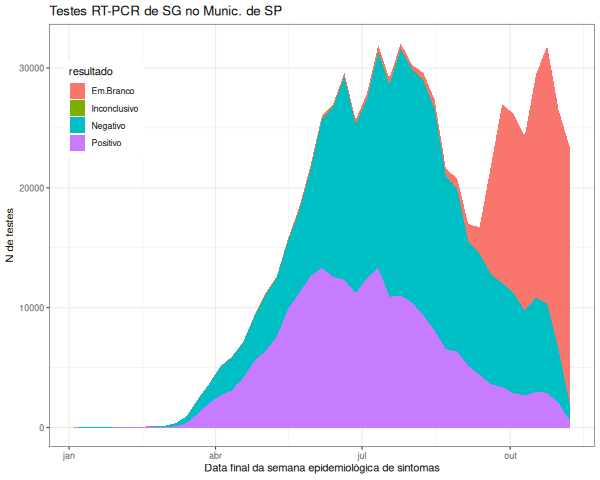 Testes RT-PCR de SG no Munic. de SP
resultado
Em.Branco
Inconclusivo
Negativo
Positivo
N de testes
30000
20000
10000
0
jan
abr
jul
out
Data final da semana epidemiológica de sintomas